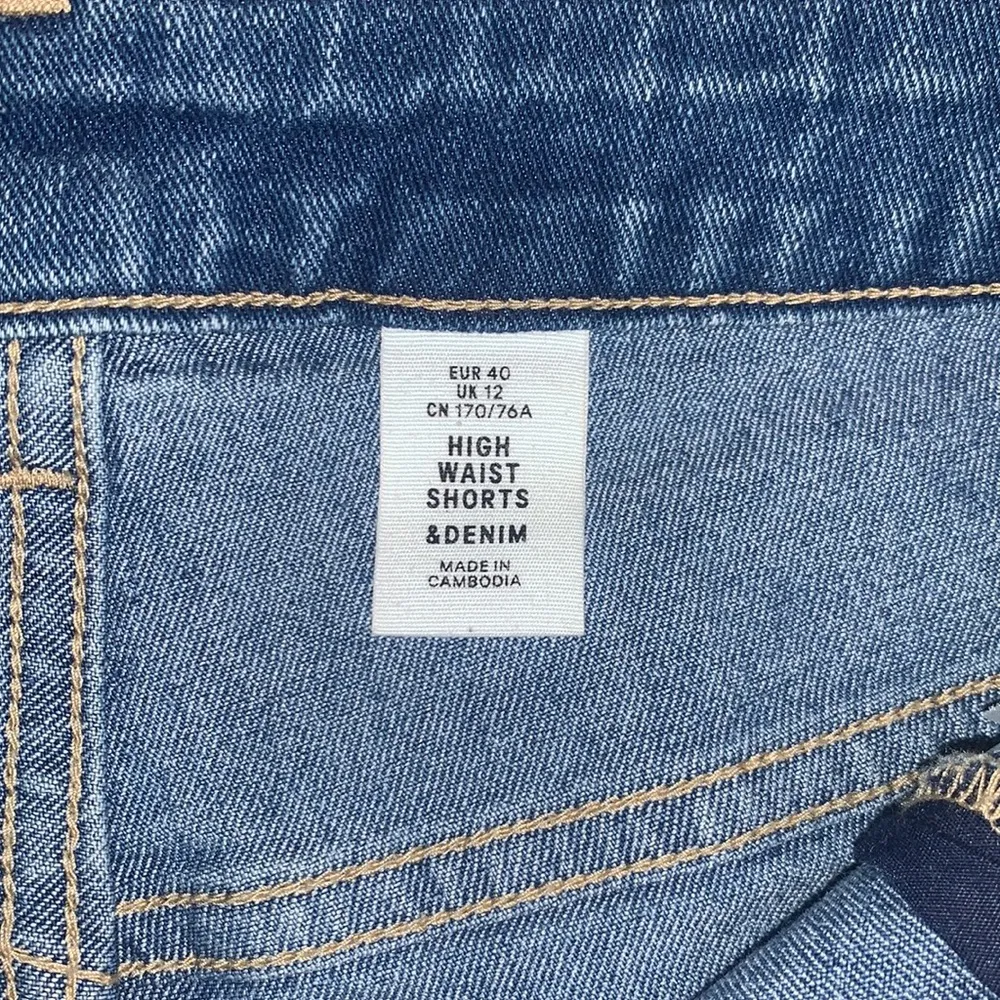 EUR 40
UK 12
CN 170/76A
HIGH
WAIST
SHORTS
&DENIM
MADE IN
CAMBODIA